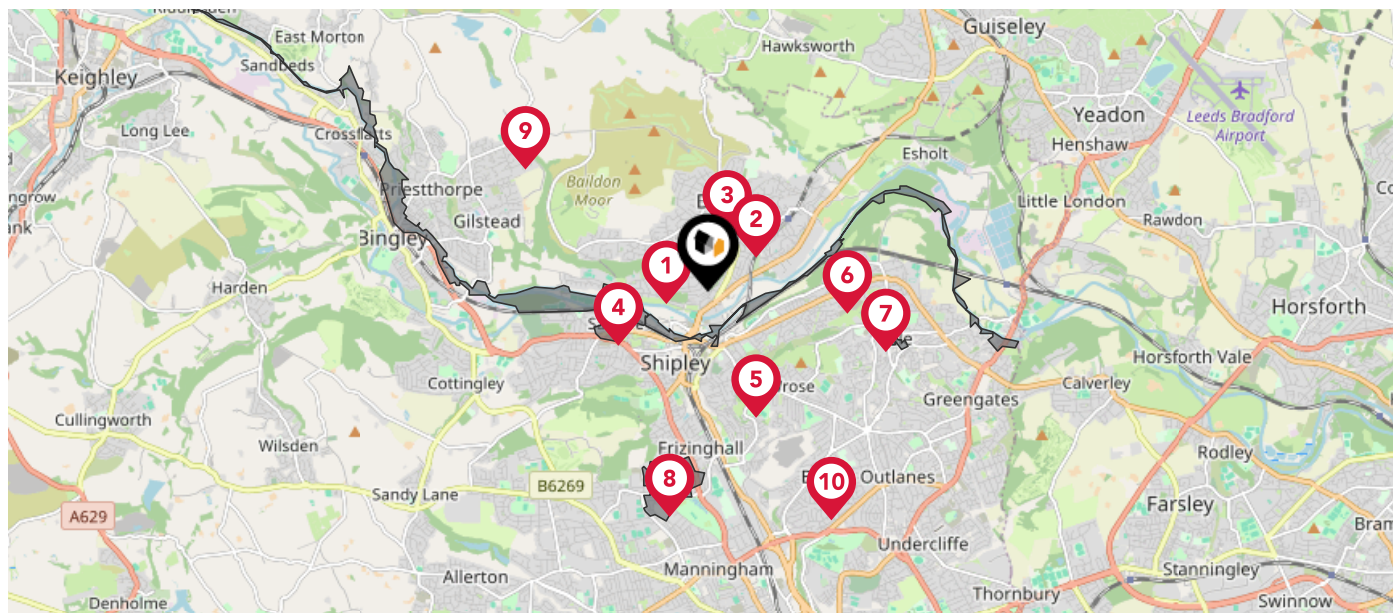 Guiseley
East Morton
Hawksworth
Sandbeds
Keighley
Yeadon
Leeds Bradford
Airport
Long Lee
Crossflatts
9
Henshaw
Esholt
Baildon
Moor
Priestthorpe
3
Little London
Gilstead
2
Rawdon
Bingley
1
6
Harden
4
7
Horsforth
Shipley
Horsforth Vale
5
Cottingley
Calverley
Greengates
Cullingworth
Wilsden
Frizinghall
Rodley
8
10
Outlanes
B6269
Sandy Lane
Farsley
A629
Undercliffe
Manningham
Stanningley
Allerton
Thornbury
Denholme
Swinnow